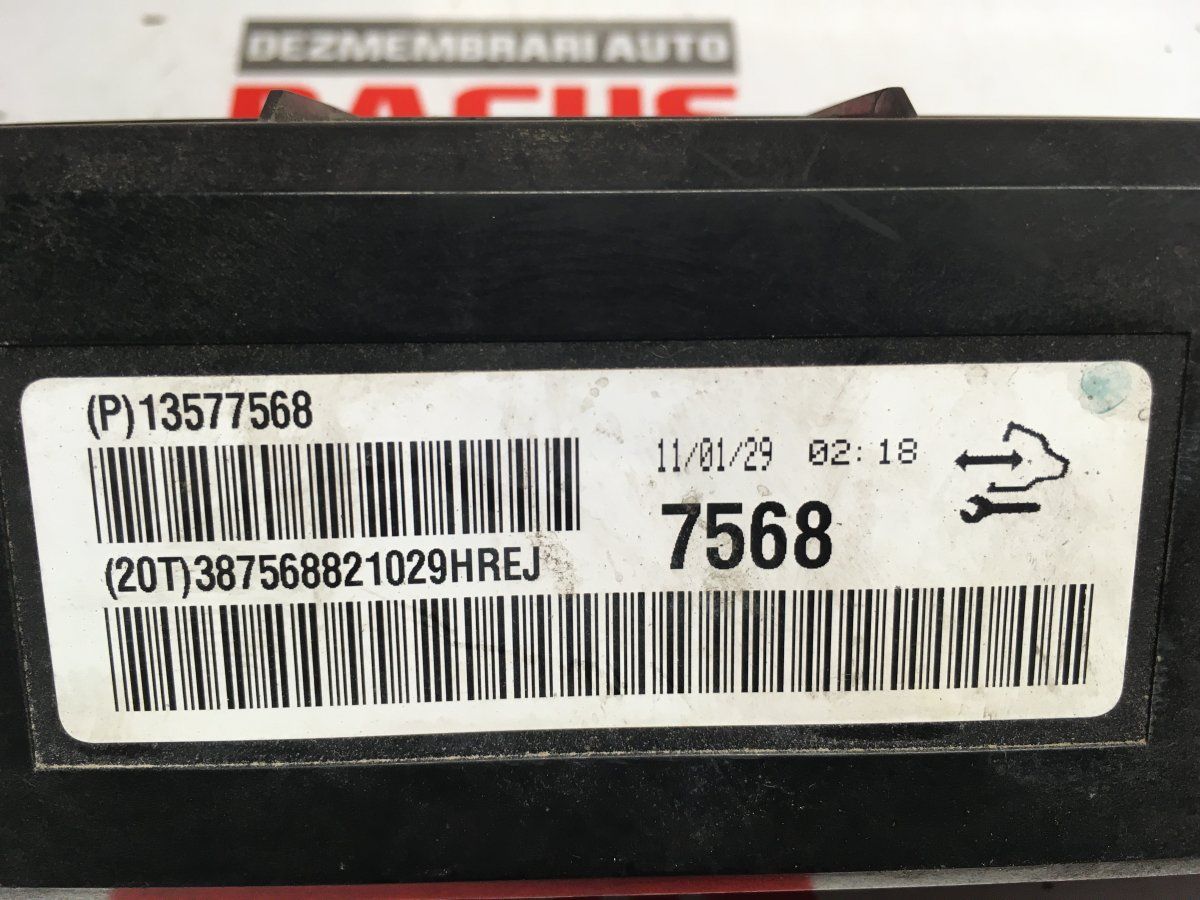 DEZMEMBRARI AUTO
(P)13577568
11/01/29 02:18
7568
(20T)387568821029HREJ